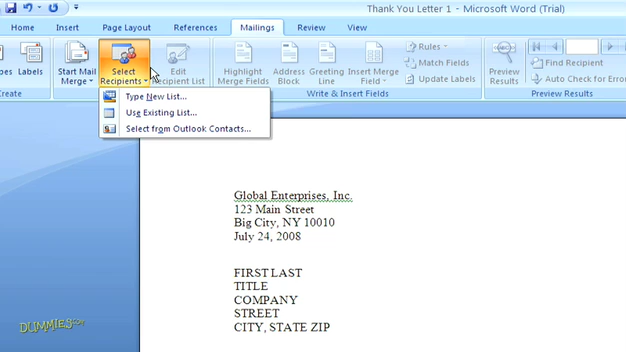 Thank You Letter 1 - Microsoft Word (Trial)
Home Insert Page Layout References Mailings Review View
Labels
Start Mail Merge
Select Recipients
Edit Recipient List
Highlight Merge Fields
Address Block
Greeting Line
Insert Merge Field
Rules
Match Fields
Update Labels
Preview Results
Find Recipient
Auto Check for Errors
Write & Insert Fields
Preview Results
Type New List...
Use Existing List...
Select from Outlook Contacts...
Global Enterprises, Inc.
123 Main Street
Big City, NY 10010
July 24, 2008
FIRST LAST
TITLE
COMPANY
STREET
CITY, STATE ZIP
DUMMIES.COM